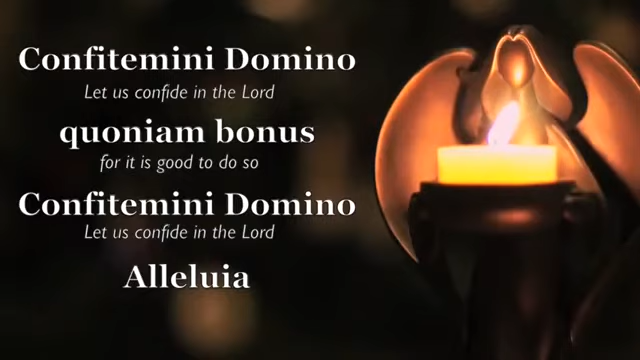 Confitemini Domino
Let us confide in the Lord
quoniam bonus
for it is good to do so
Confitemini Domino
Let us confide in the Lord
Alleluia